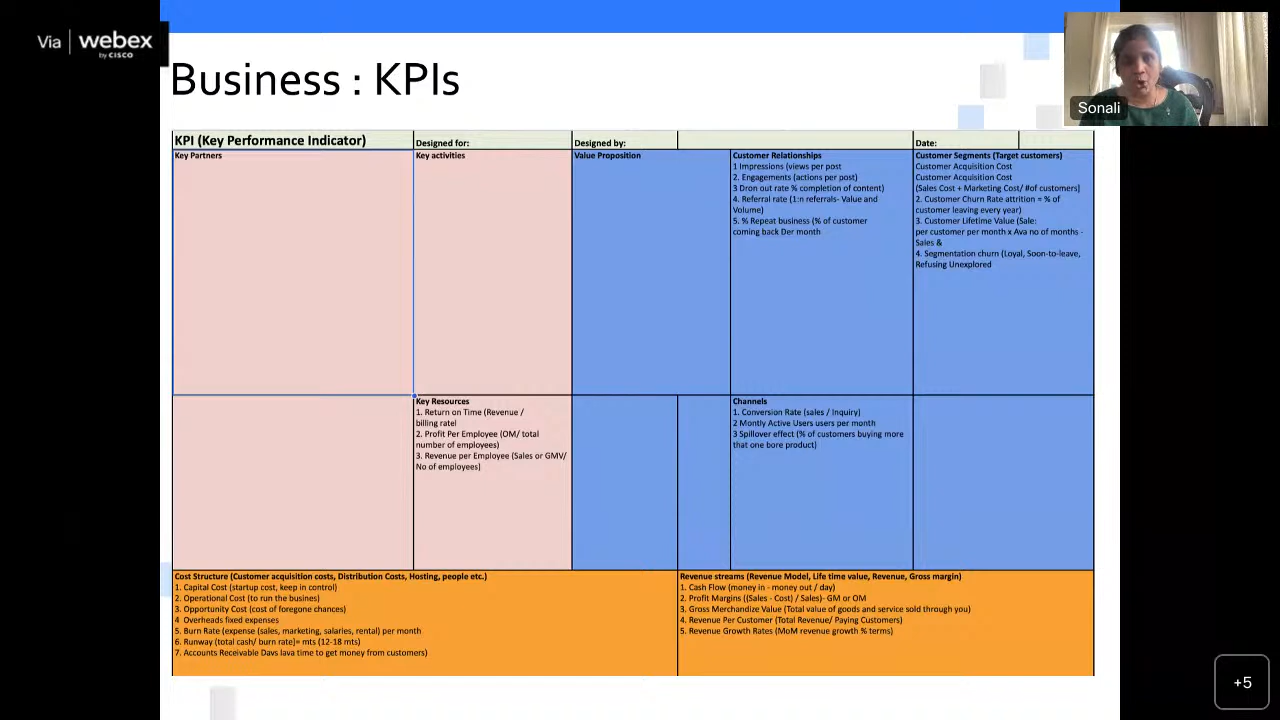 Via | webex
by CISCO
Sonali
Business : KPIs
KPI (Key Performance Indicator)
Designed for:
Designed by:
Date:
Key Partners
Key activities
Value Proposition
Customer Relationships
1 Impressions (views per post
2. Engagements (actions per post)
3 Dron out rate % completion of content)
4. Referral rate (1:n referrals- Value and
Volume)
5. % Repeat business (% of customer
coming back Der month
Customer Segments (Target customers)
Customer Acquisition Cost
Customer Acquisition Cost
(Sales Cost + Marketing Cost/ #of customers]
2. Customer Churn Rate attrition = % of
customer leaving every year)
3. Customer Lifetime Value (Sale:
per customer per month x Ava no of months -
Sales &
4. Segmentation churn (Loyal, Soon-to-leave,
Refusing Unexplored
Key Resources
1. Return on Time (Revenue /
billing ratel
2. Profit Per Employee (OM/ total
number of employees)
3. Revenue per Employee (Sales or GMV/
No of employees)
Channels
1. Conversion Rate (sales / Inquiry)
2 Montly Active Users users per month
3 Spillover effect (% of customers buying more
that one bore product)
Cost Structure (Customer acquisition costs, Distribution Costs, Hosting, people etc.)
1. Capital Cost (startup cost, keep in control)
2. Operational Cost (to run the busines)
3. Opportunity Cost (cost of foregone chances)
4 Overheads fixed expenses
5. Burn Rate (expense (sales, marketing, salaries, rental) per month
6. Runway (total cash/ burn rate)= mts (12-18 mts)
7. Accounts Receivable Davs lava time to get money from customers)
Revenue streams (Revenue Model, Life time value, Revenue, Gross margin)
1. Cash Flow (money in - money out / day)
2. Profit Margins ((Sales - Cost) / Sales)- GM or OM
3. Gross Merchandize Value (Total value of goods and service sold through you)
4. Revenue Per Customer (Total Revenue/ Paying Customers)
5. Revenue Growth Rates (MoM revenue growth % terms)
+5